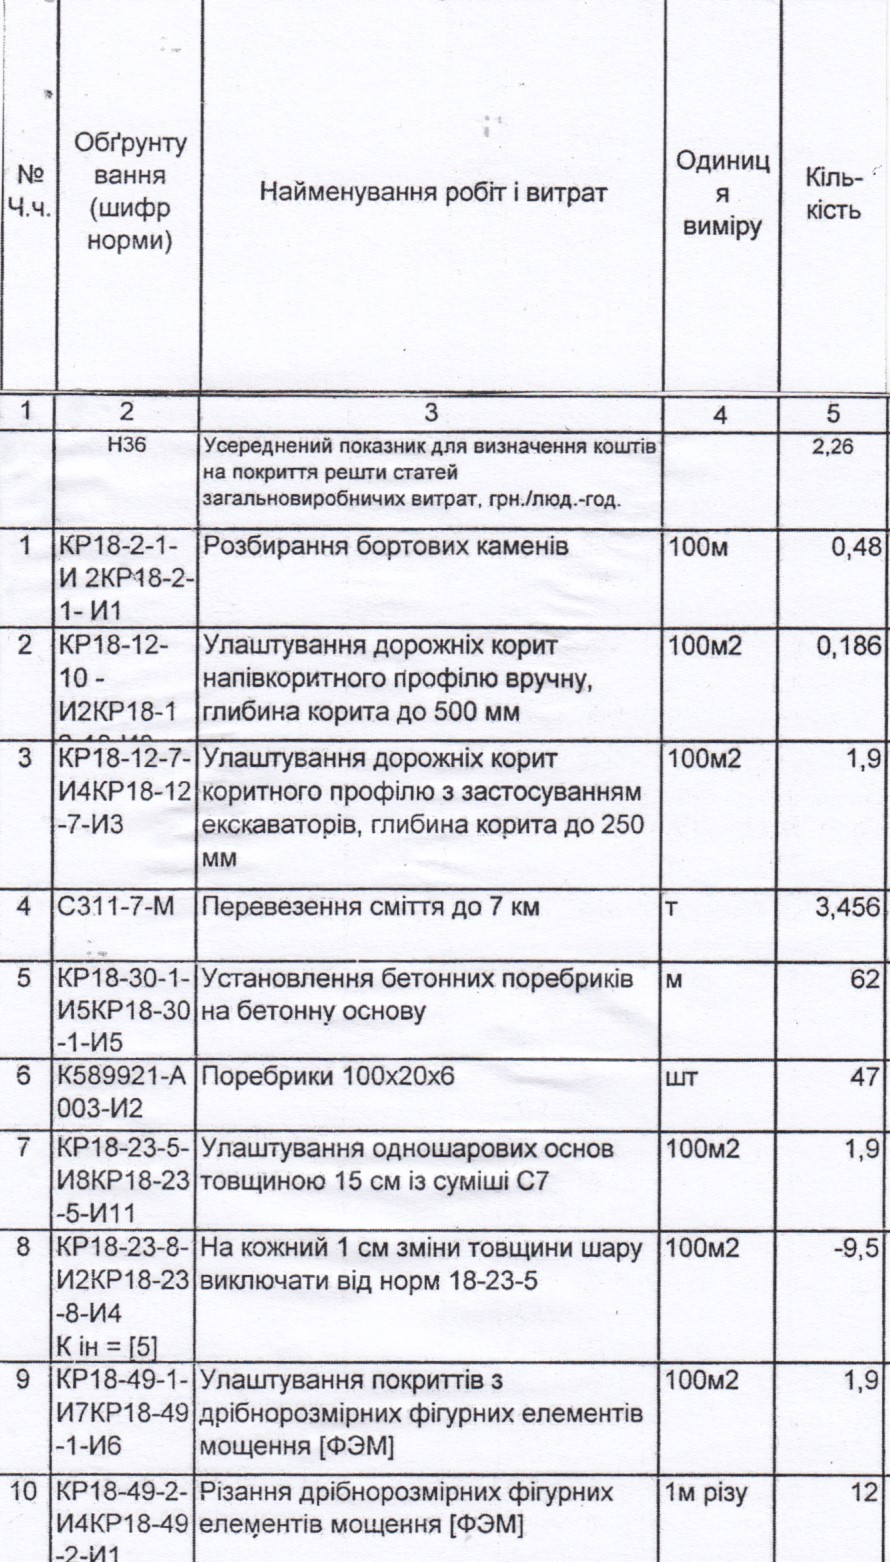 №
Ч.ч.
Обґрунту
вання
(шифр
норми)
Найменування робіт і витрат
Одиниц
я
виміру
Кіль-
кість
1 2 3 4 5
Н36 Усереднений показник для визначення коштів 2,26
на покриття решти статей
загальновиробничих витрат, грн./люд.-год.
1 КР18-2-1- Розбирання бортових каменів 100м 0,48
И 2КР18-2-
1- И1
2 КР18-12- Улаштування дорожніх корит 100м2 0,186
10 - напівкоритного профілю вручну,
И2КР18-1 глибина корита до 500 мм
3 КР18-12-7- Улаштування дорожніх корит 100м2 1,9
И4КР18-12 коритного профілю з застосуванням
-7-И3 екскаваторів, глибина корита до 250
мм
4 С311-7-М Перевезення сміття до 7 км т 3,456
5 КР18-30-1- Установлення бетонних поребриків м 62
И5КР18-30 на бетонну основу
-1-И5
6 К589921-А Поребрики 100х20х6 шт 47
003-И2
7 КР18-23-5- Улаштування одношарових основ 100м2 1,9
И8КР18-23 товщиною 15 см із суміші С7
-5-И11
8 КР18-23-8- На кожний 1 см зміни товщини шару 100м2 -9,5
И2КР18-23 виключати від норм 18-23-5
-8-И4
К ін = [5]
9 КР18-49-1- Улаштування покриттів з 100м2 1,9
И7КР18-49 дрібнорозмірних фігурних елементів
-1-И6 мощення [ФЭМ]
10 КР18-49-2- Різання дрібнорозмірних фігурних 1м різу 12
И4КР18-49 елементів мощення [ФЭМ]
-2-И1